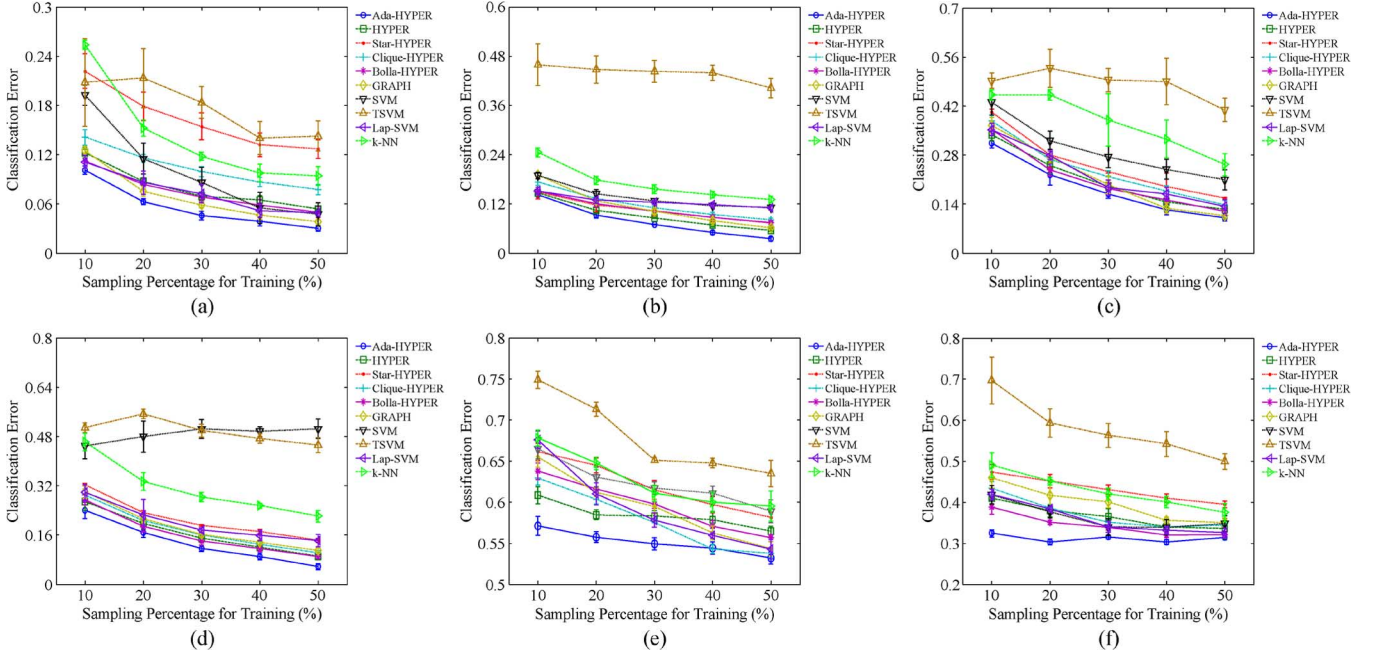 0.3
0.24
0.18
0.12
0.06
0
Classification Error
10 20 30 40 50
Sampling Percentage for Training (%)
Ada-HYPER
HYPER
Star-HYPER
Clique-HYPER
Bolla-HYPER
GRAPH
SVM
TSVM
Lap-SVM
k-NN
(a)
0.6
0.48
0.36
0.24
0.12
0
Classification Error
10 20 30 40 50
Sampling Percentage for Training (%)
Ada-HYPER
HYPER
Star-HYPER
Clique-HYPER
Bolla-HYPER
GRAPH
SVM
TSVM
Lap-SVM
k-NN
(b)
0.7
0.56
0.42
0.28
0.14
0
Classification Error
10 20 30 40 50
Sampling Percentage for Training (%)
Ada-HYPER
HYPER
Star-HYPER
Clique-HYPER
Bolla-HYPER
GRAPH
SVM
TSVM
Lap-SVM
k-NN
(c)
0.8
0.64
0.48
0.32
0.16
0
Classification Error
10 20 30 40 50
Sampling Percentage for Training (%)
Ada-HYPER
HYPER
Star-HYPER
Clique-HYPER
Bolla-HYPER
GRAPH
SVM
TSVM
Lap-SVM
k-NN
(d)
0.8
0.75
0.7
0.65
0.6
0.55
0.5
Classification Error
10 20 30 40 50
Sampling Percentage for Training (%)
Ada-HYPER
HYPER
Star-HYPER
Clique-HYPER
Bolla-HYPER
GRAPH
SVM
TSVM
Lap-SVM
k-NN
(e)
0.8
0.7
0.6
0.5
0.4
0.3
0.2
Classification Error
10 20 30 40 50
Sampling Percentage for Training (%)
Ada-HYPER
HYPER
Star-HYPER
Clique-HYPER
Bolla-HYPER
GRAPH
SVM
TSVM
Lap-SVM
k-NN
(f)